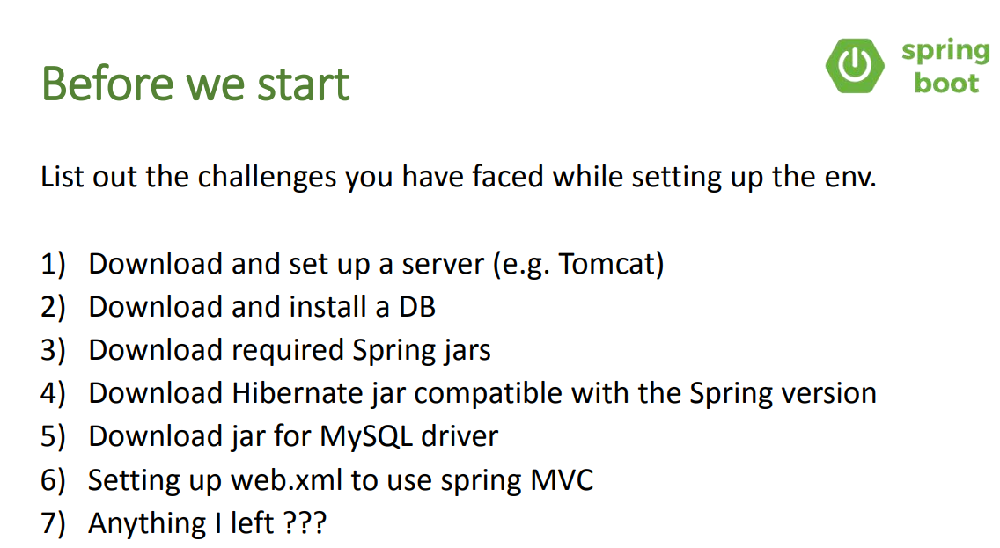 spring
boot
Before we start
List out the challenges you have faced while setting up the env.
1) Download and set up a server (e.g. Tomcat)
2) Download and install a DB
3) Download required Spring jars
4) Download Hibernate jar compatible with the Spring version
5) Download jar for MySQL driver
6) Setting up web.xml to use spring MVC
7) Anything I left ???